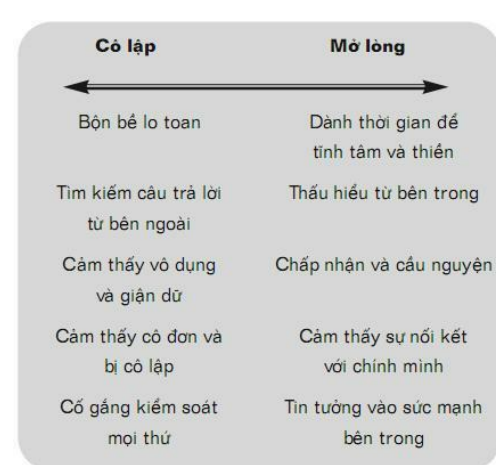 Cô lập Mở lòng
Bộn bề lo toan Dành thời gian để
tĩnh tâm và thiền
Tìm kiếm câu trả lời Thấu hiểu từ bên trong
từ bên ngoài
Cảm thấy vô dụng Chấp nhận và cầu nguyện
và giận dữ
Cảm thấy cô đơn và Cảm thấy sự nối kết
bị cô lập với chính mình
Cố gắng kiểm soát Tin tưởng vào sức mạnh
mọi thứ bên trong